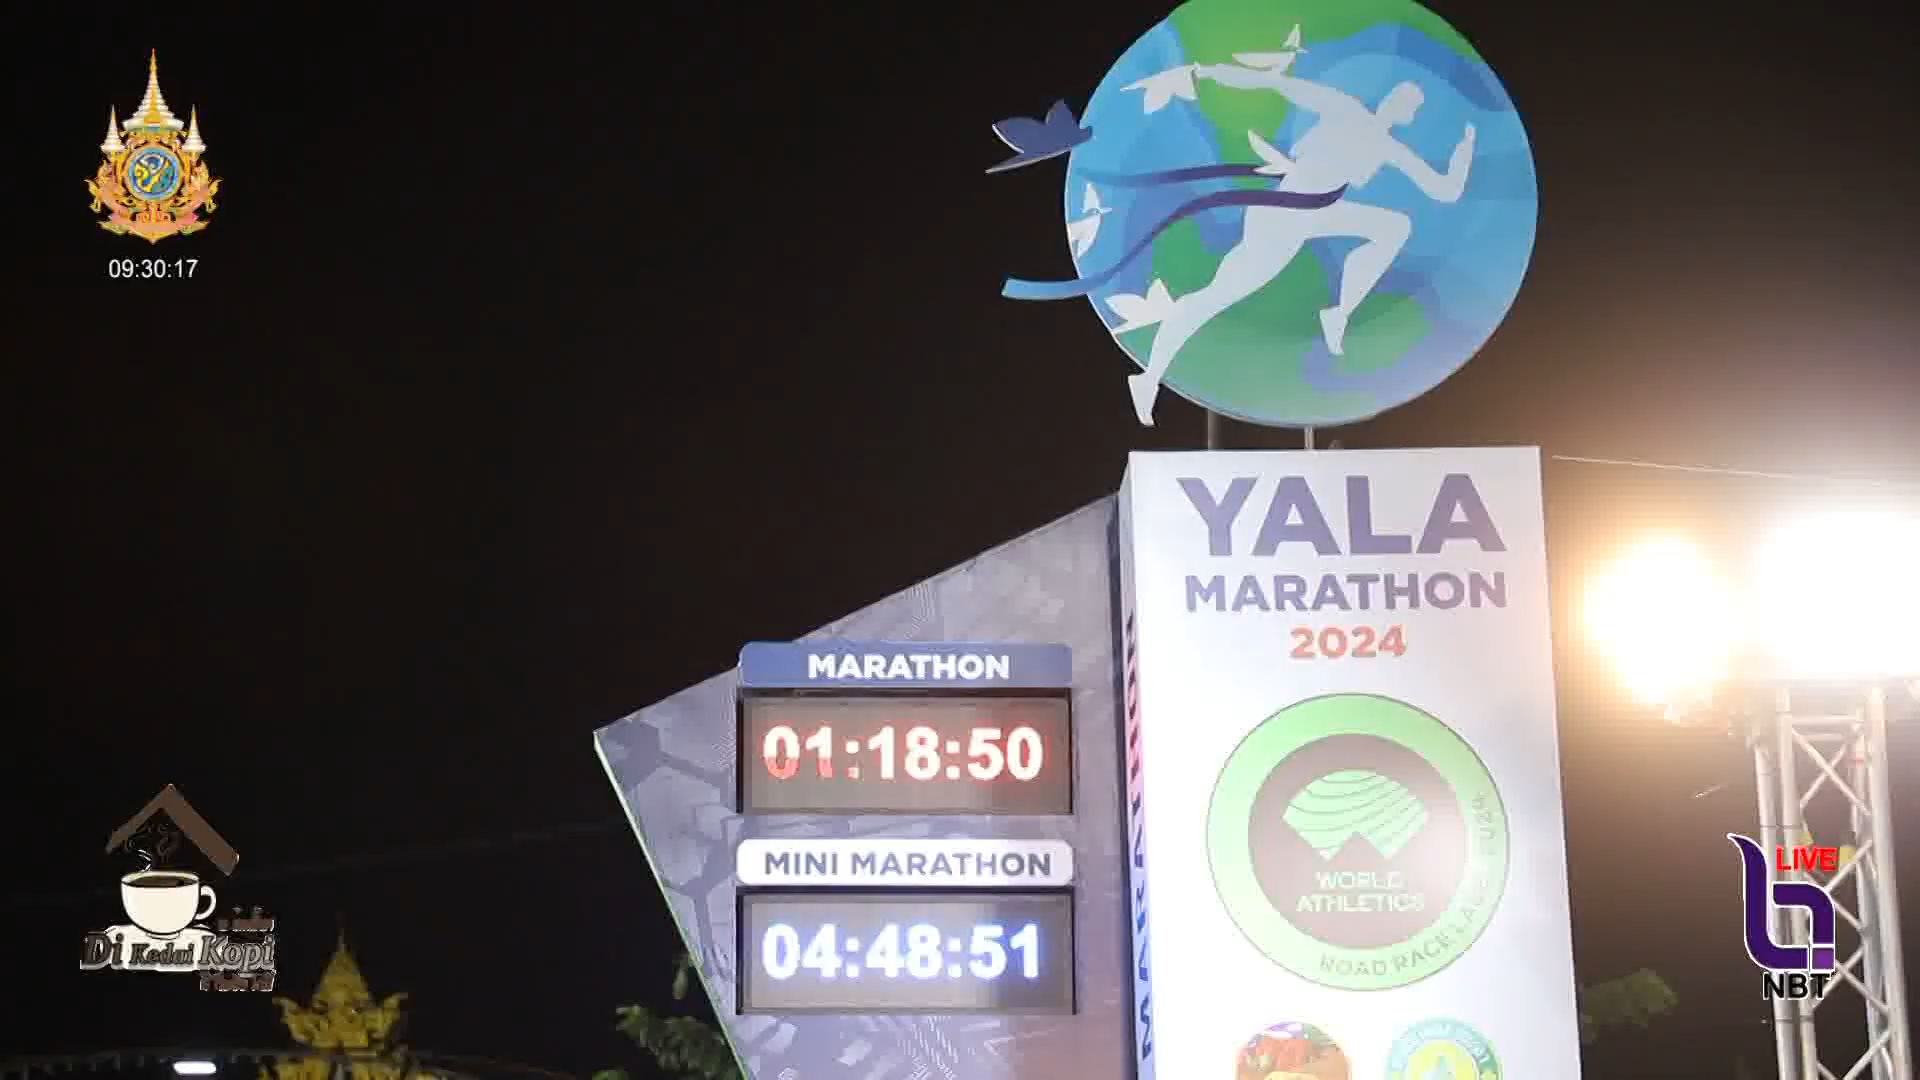 09:30:17
YALA
MARATHON
2024
MARATHON
01:18:50
MINI MARATHON
04:48:51
WORLD
ATHLETICS
ROAD RACE LABEL
MARATHON
Di Kedai Kopi
LIVE
NBT